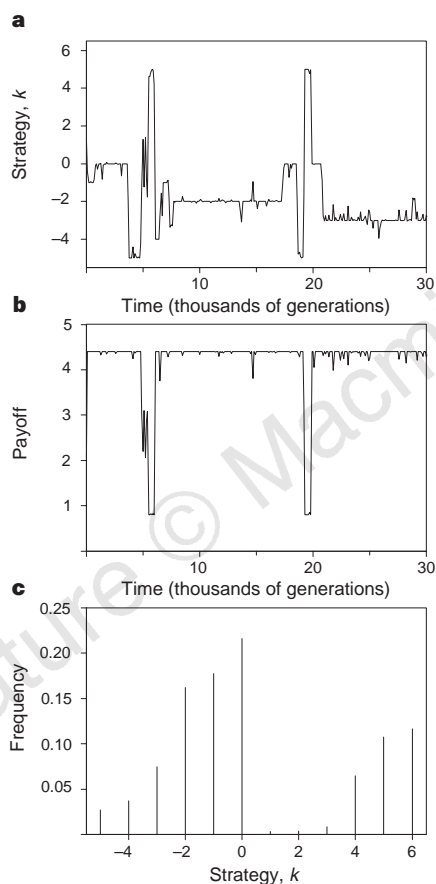 a
6
4
2
0
−2
−4
Strategy, k
10 20 30
Time (thousands of generations)
b
5
4
3
2
1
Payoff
10 20 30
Time (thousands of generations)
c
0.25
0.20
0.15
0.10
0.05
Frequency
−4 −2 0 2 4 6
Strategy, k
ature © Macm